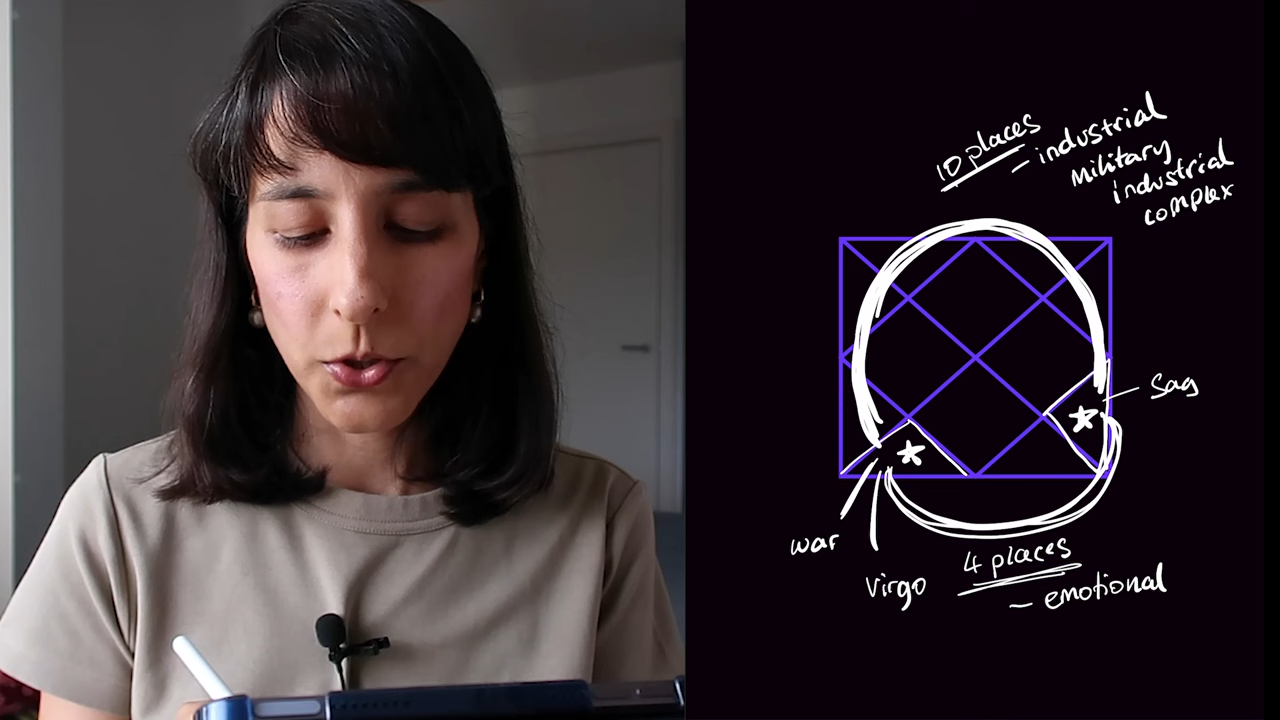 10 places
- industrial
military
industrial
complex
Sag
war
virgo
4 places
- emotional